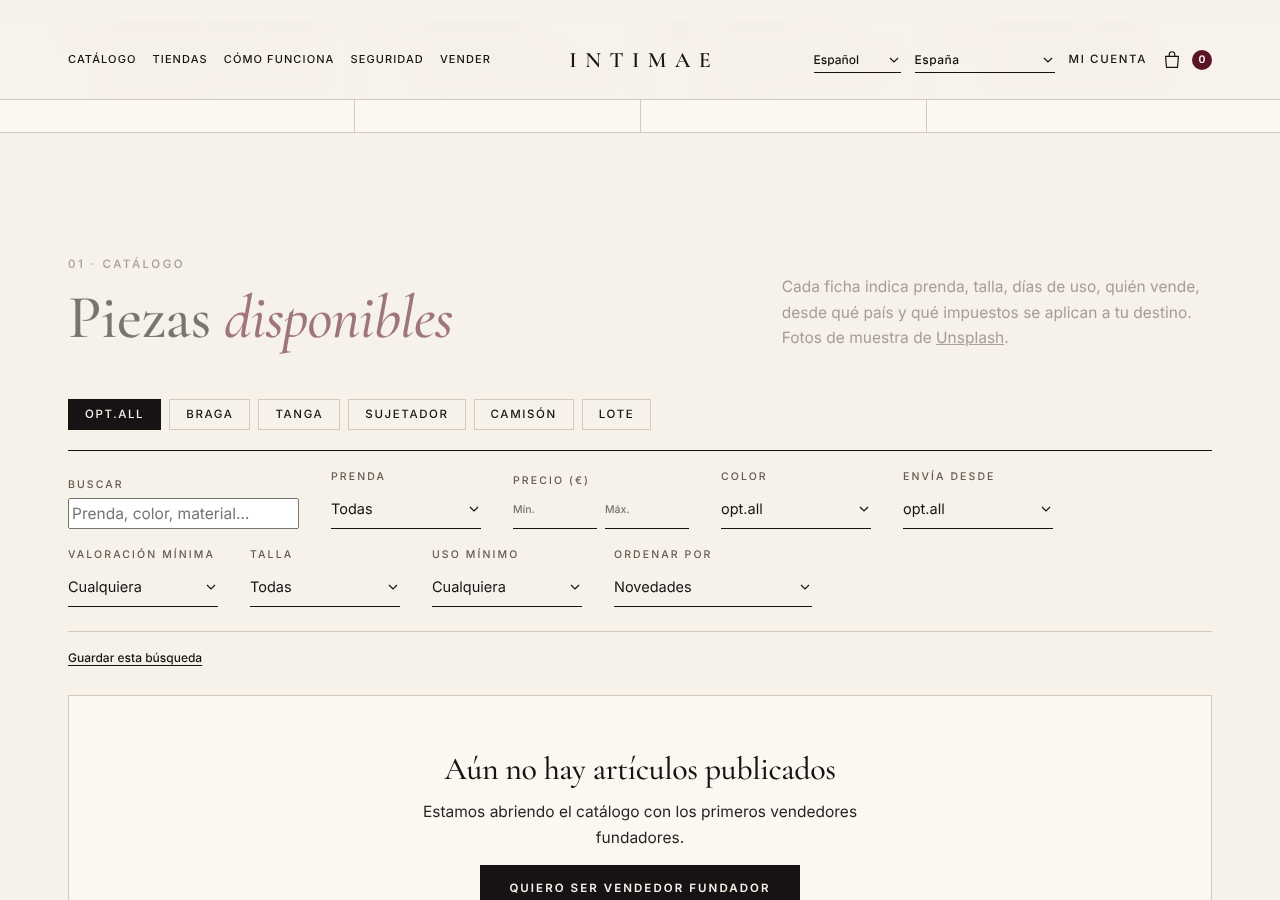 CATÁLOGO TIENDAS CÓMO FUNCIONA SEGURIDAD VENDER INTIMAE Español España MI CUENTA 0
01 · CATÁLOGO
Piezas disponibles
Cada ficha indica prenda, talla, días de uso, quién vende,
desde qué país y qué impuestos se aplican a tu destino.
Fotos de muestra de Unsplash.
OPT.ALL BRAGA TANGA SUJETADOR CAMISÓN LOTE
BUSCAR PRENDA PRECIO (€) COLOR ENVÍA DESDE
Prenda, color, material... Todas Mín. Máx. opt.all opt.all
VALORACIÓN MÍNIMA TALLA USO MÍNIMO ORDENAR POR
Cualquiera Todas Cualquiera Novedades
Guardar esta búsqueda
Aún no hay artículos publicados
Estamos abriendo el catálogo con los primeros vendedores
fundadores.
QUIERO SER VENDEDOR FUNDADOR